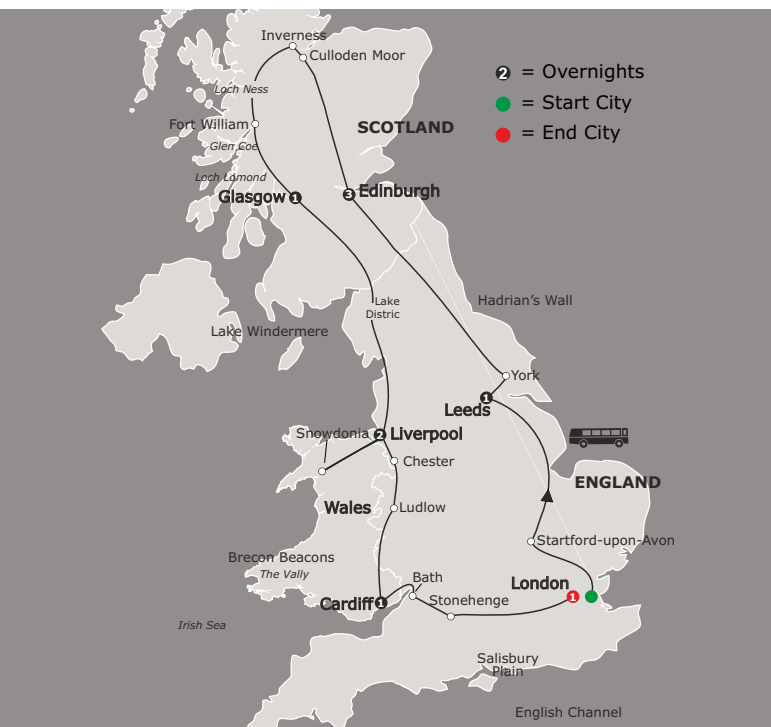 Inverness
Culloden Moor
2 = Overnights
= Start City
= End City
Loch Ness
Fort William
SCOTLAND
Glen Coe
Loch Lomond
Glasgow 1
3 Edinburgh
Hadrian's Wall
Lake
Distric
Lake Windermere
York
1
Leeds
Snowdonia
2 Liverpool
Chester
ENGLAND
Wales
Ludlow
Startford-upon-Avon
Brecon Beacons
The Vally
Bath
London
1
Cardiff 1
Stonehenge
Irish Sea
Salisbury
Plain
English Channel